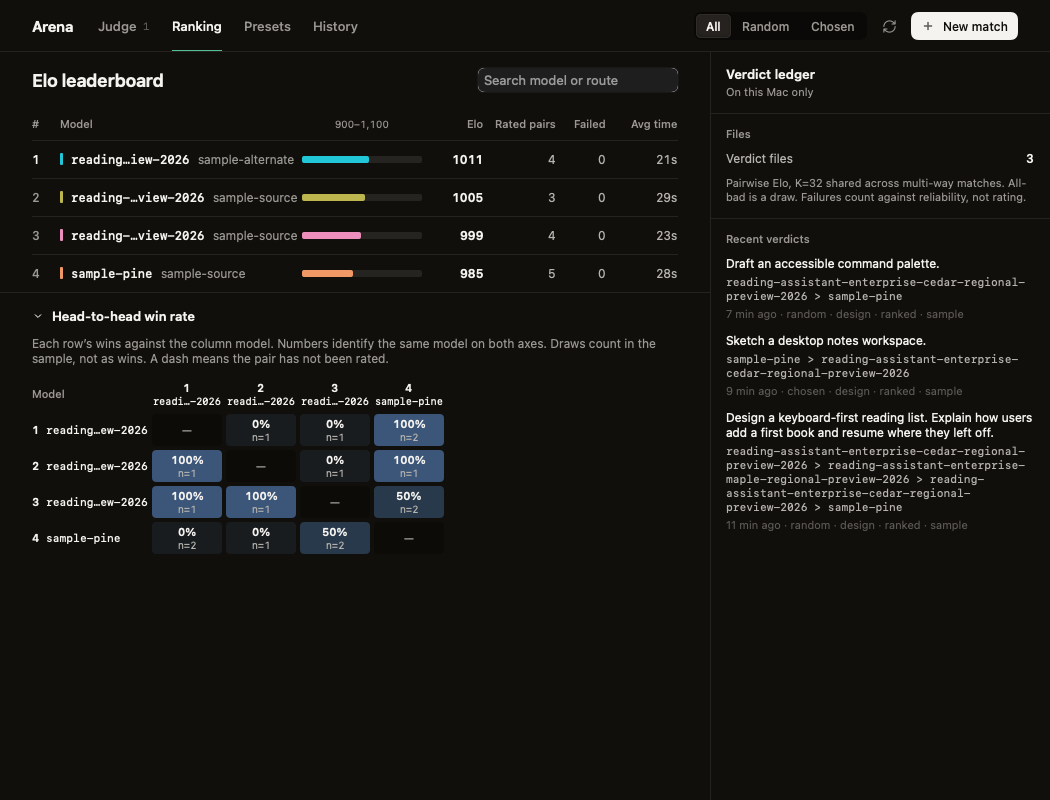 Arena Judge 1 Ranking Presets History All Random Chosen + New match
Elo leaderboard
Search model or route
# Model 900–1,100 Elo Rated pairs Failed Avg time
1 reading…iew-2026 sample-alternate 1011 4 0 21s
2 reading-…view-2026 sample-source 1005 3 0 29s
3 reading-…view-2026 sample-source 999 4 0 23s
4 sample-pine sample-source 985 5 0 28s
Head-to-head win rate
Each row’s wins against the column model. Numbers identify the same model on both axes. Draws count in the
sample, not as wins. A dash means the pair has not been rated.
Model 1 2 3 4
readi…-2026 readi…-2026 readi…-2026 sample-pine
1 reading…ew-2026 — 0% 0% 100%
n=1 n=1 n=2
2 reading…ew-2026 100% — 0% 100%
n=1 n=1 n=1
3 reading…ew-2026 100% 100% — 50%
n=1 n=1 n=2
4 sample-pine 0% 0% 50% —
n=2 n=1 n=2
Verdict ledger
On this Mac only
Files
Verdict files 3
Pairwise Elo, K=32 shared across multi-way matches. All-
bad is a draw. Failures count against reliability, not rating.
Recent verdicts
Draft an accessible command palette.
reading-assistant-enterprise-cedar-regional-
preview-2026 > sample-pine
7 min ago · random · design · ranked · sample
Sketch a desktop notes workspace.
sample-pine > reading-assistant-enterprise-
cedar-regional-preview-2026
9 min ago · chosen · design · ranked · sample
Design a keyboard-first reading list. Explain how users
add a first book and resume where they left off.
reading-assistant-enterprise-cedar-regional-
preview-2026 > reading-assistant-enterprise-
maple-regional-preview-2026 > reading-
assistant-enterprise-cedar-regional-
preview-2026 > sample-pine
11 min ago · random · design · ranked · sample